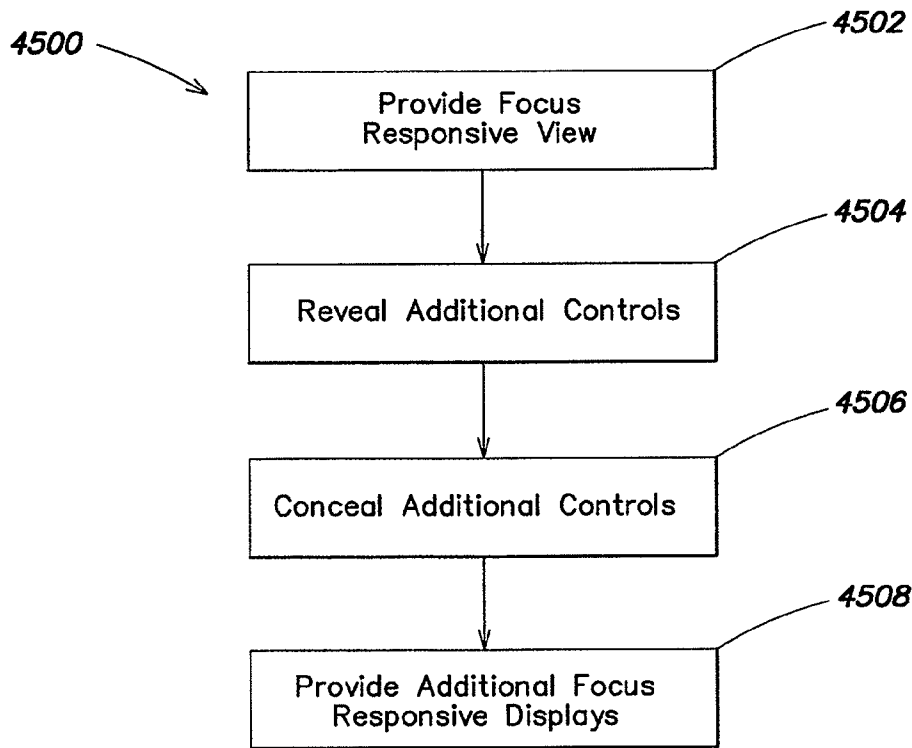 4500
4502
Provide Focus
Responsive View
4504
Reveal Additional Controls
4506
Conceal Additional Controls
4508
Provide Additional Focus
Responsive Displays